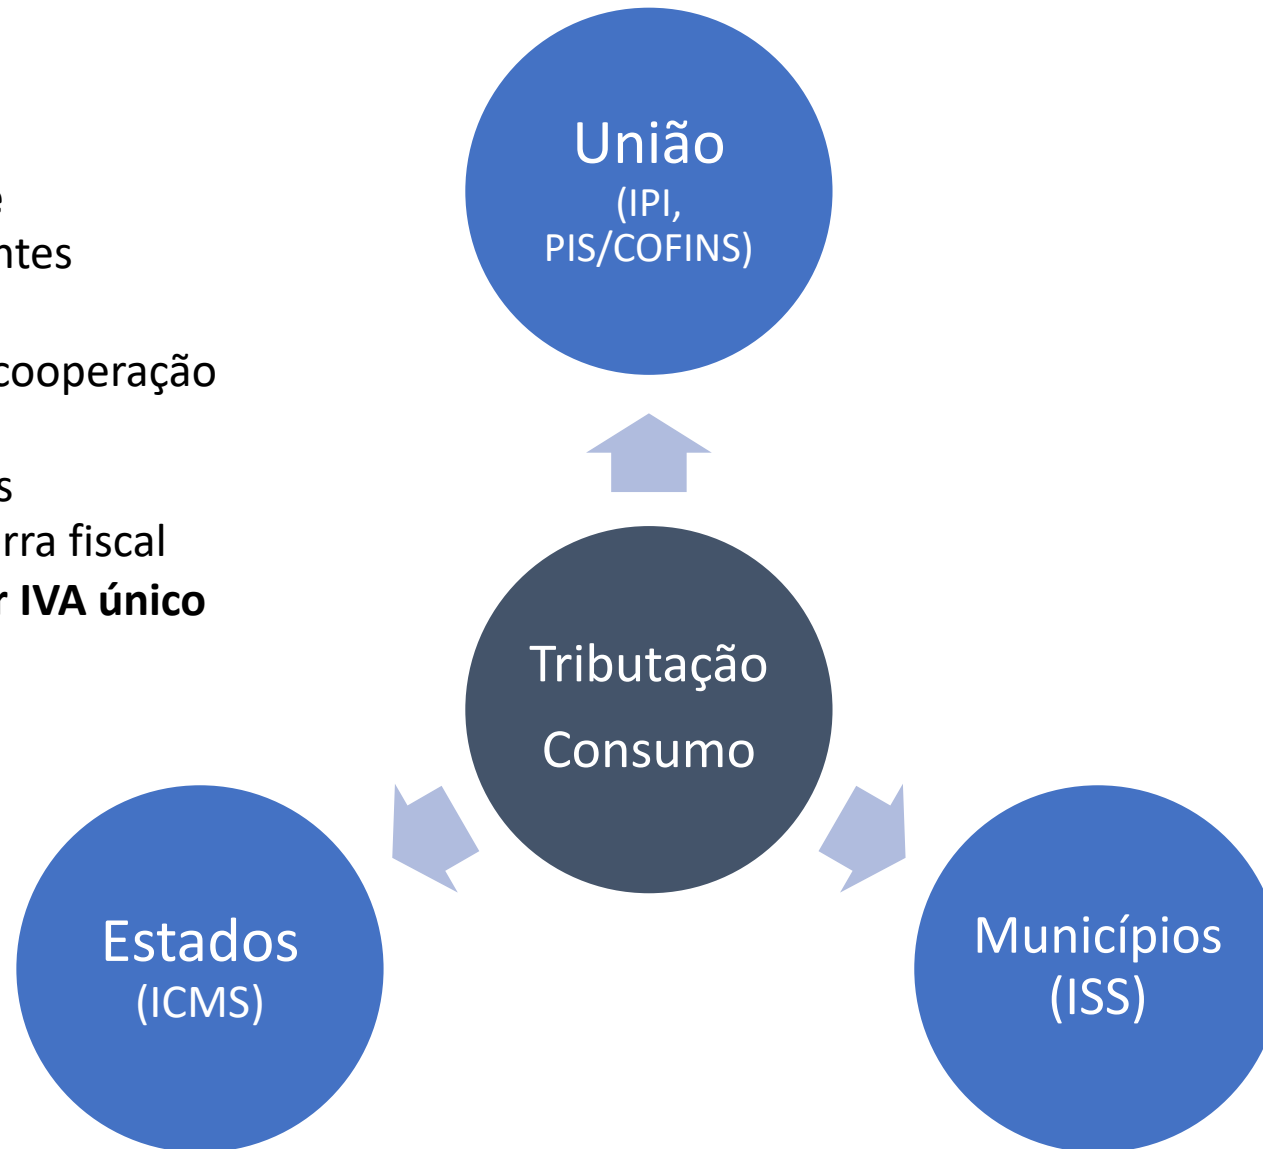 e
ntes
cooperação
s
rra fiscal
r IVA único
União
(IPI,
PIS/COFINS)
Tributação
Consumo
Estados
(ICMS)
Municípios
(ISS)